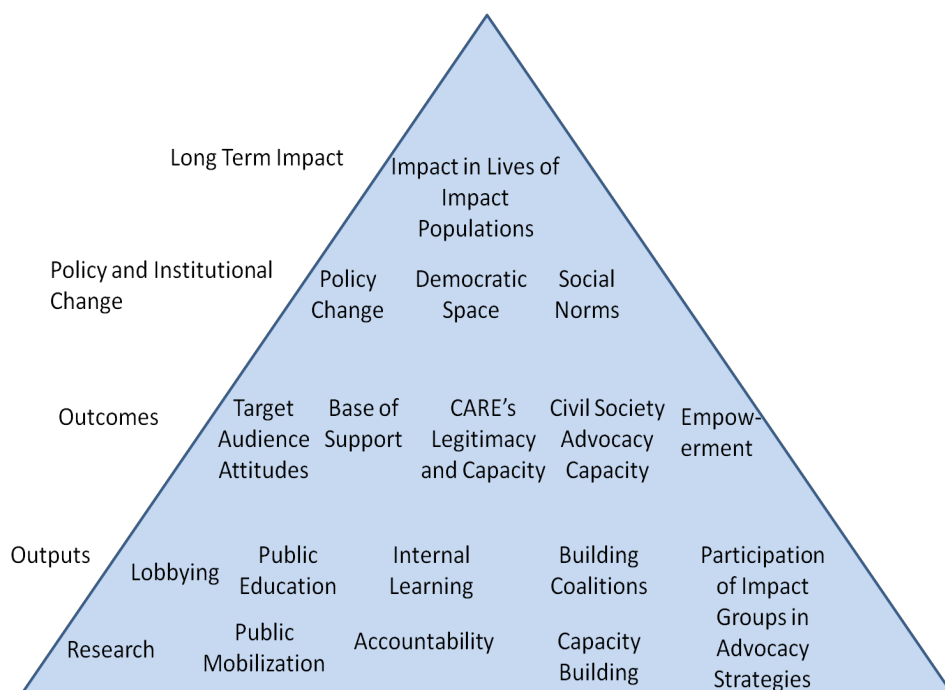 Long Term Impact
Impact in Lives of
Impact
Populations
Policy and Institutional
Change
Policy
Change
Democratic
Space
Social
Norms
Outcomes
Target
Audience
Attitudes
Base of
Support
CARE's
Legitimacy
and Capacity
Civil Society
Advocacy
Capacity
Empow-
erment
Outputs
Lobbying
Public
Education
Internal
Learning
Building
Coalitions
Participation
of Impact
Groups in
Advocacy
Strategies
Research
Public
Mobilization
Accountability
Capacity
Building